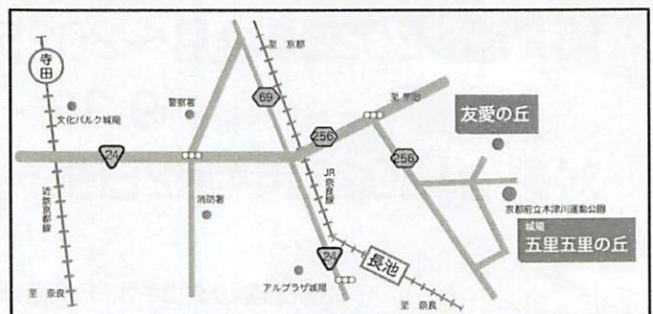 至 京都
寺田
69
至 宇治
警察署
文化パルク城陽
256
友愛の丘
24
256
消防署
JR奈良線
近鉄京都線
京都府立木津川運動公園
城陽
五里五里の丘
24
長池
アルプラザ城陽
至 奈良
至 奈良